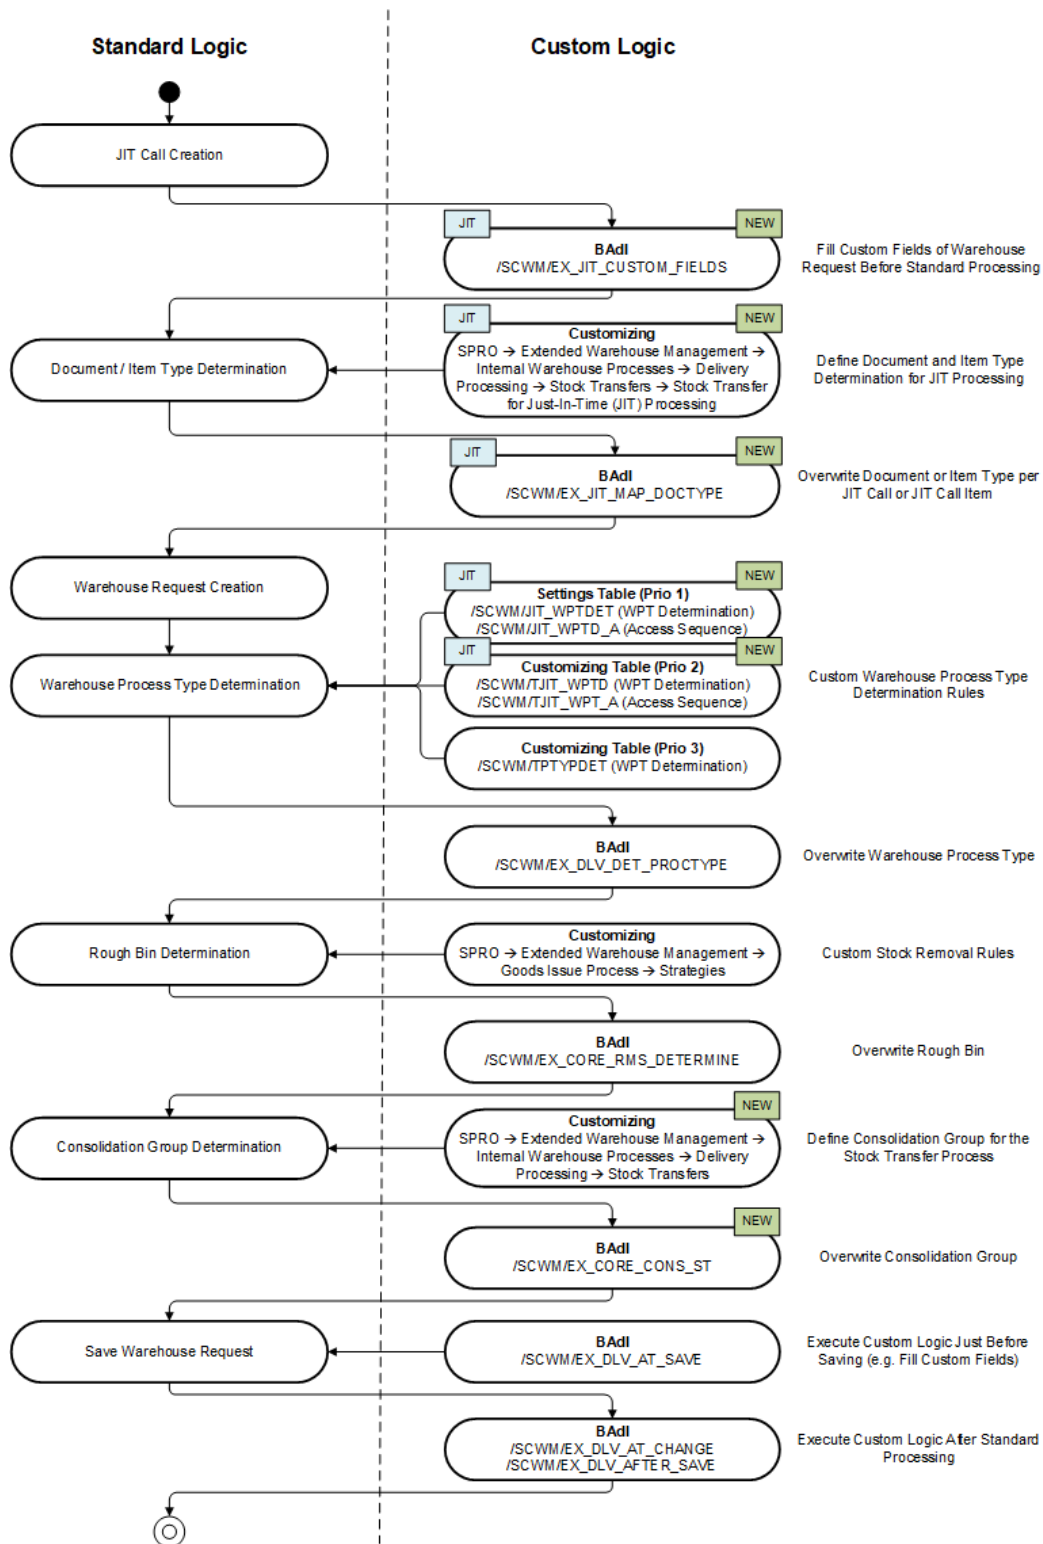 Standard Logic
Custom Logic
JIT Call Creation
JIT
NEW
BAdI
/SCWM/EX_JIT_CUSTOM_FIELDS
Fill Custom Fields of Warehouse
Request Before Standard Processing
Document / Item Type Determination
JIT
NEW
Customizing
SPRO → Extended Warehouse Management →
Internal Warehouse Processes → Delivery
Processing → Stock Transfers → Stock Transfer
for Just-In-Time (JIT) Processing
Define Document and Item Type
Determination for JIT Processing
JIT
NEW
BAdI
/SCWM/EX_JIT_MAP_DOCTYPE
Overwrite Document or Item Type per
JIT Call or JIT Call Item
Warehouse Request Creation
JIT
NEW
Settings Table (Prio 1)
/SCWM/JIT_WPTDET (WPT Determination)
/SCWM/JIT_WPTD_A (Access Sequence)
Warehouse Process Type Determination
JIT
NEW
Customizing Table (Prio 2)
/SCWM/TJIT_WPTD (WPT Determination)
/SCWM/TJIT_WPT_A (Access Sequence)
Custom Warehouse Process Type
Determination Rules
Customizing Table (Prio 3)
/SCWM/TPTYPDET (WPT Determination)
BAdI
/SCWM/EX_DLV_DET_PROCTYPE
Overwrite Warehouse Process Type
Rough Bin Determination
Customizing
SPRO → Extended Warehouse Management →
Goods Issue Process → Strategies
Custom Stock Removal Rules
BAdI
/SCWM/EX_CORE_RMS_DETERMINE
Overwrite Rough Bin
Consolidation Group Determination
NEW
Customizing
SPRO → Extended Warehouse Management →
Internal Warehouse Processes → Delivery
Processing → Stock Transfers
Define Consolidation Group for the
Stock Transfer Process
NEW
BAdI
/SCWM/EX_CORE_CONS_ST
Overwrite Consolidation Group
Save Warehouse Request
BAdI
/SCWM/EX_DLV_AT_SAVE
Execute Custom Logic Just Before
Saving (e.g. Fill Custom Fields)
BAdI
/SCWM/EX_DLV_AT_CHANGE
/SCWM/EX_DLV_AFTER_SAVE
Execute Custom Logic After Standard
Processing